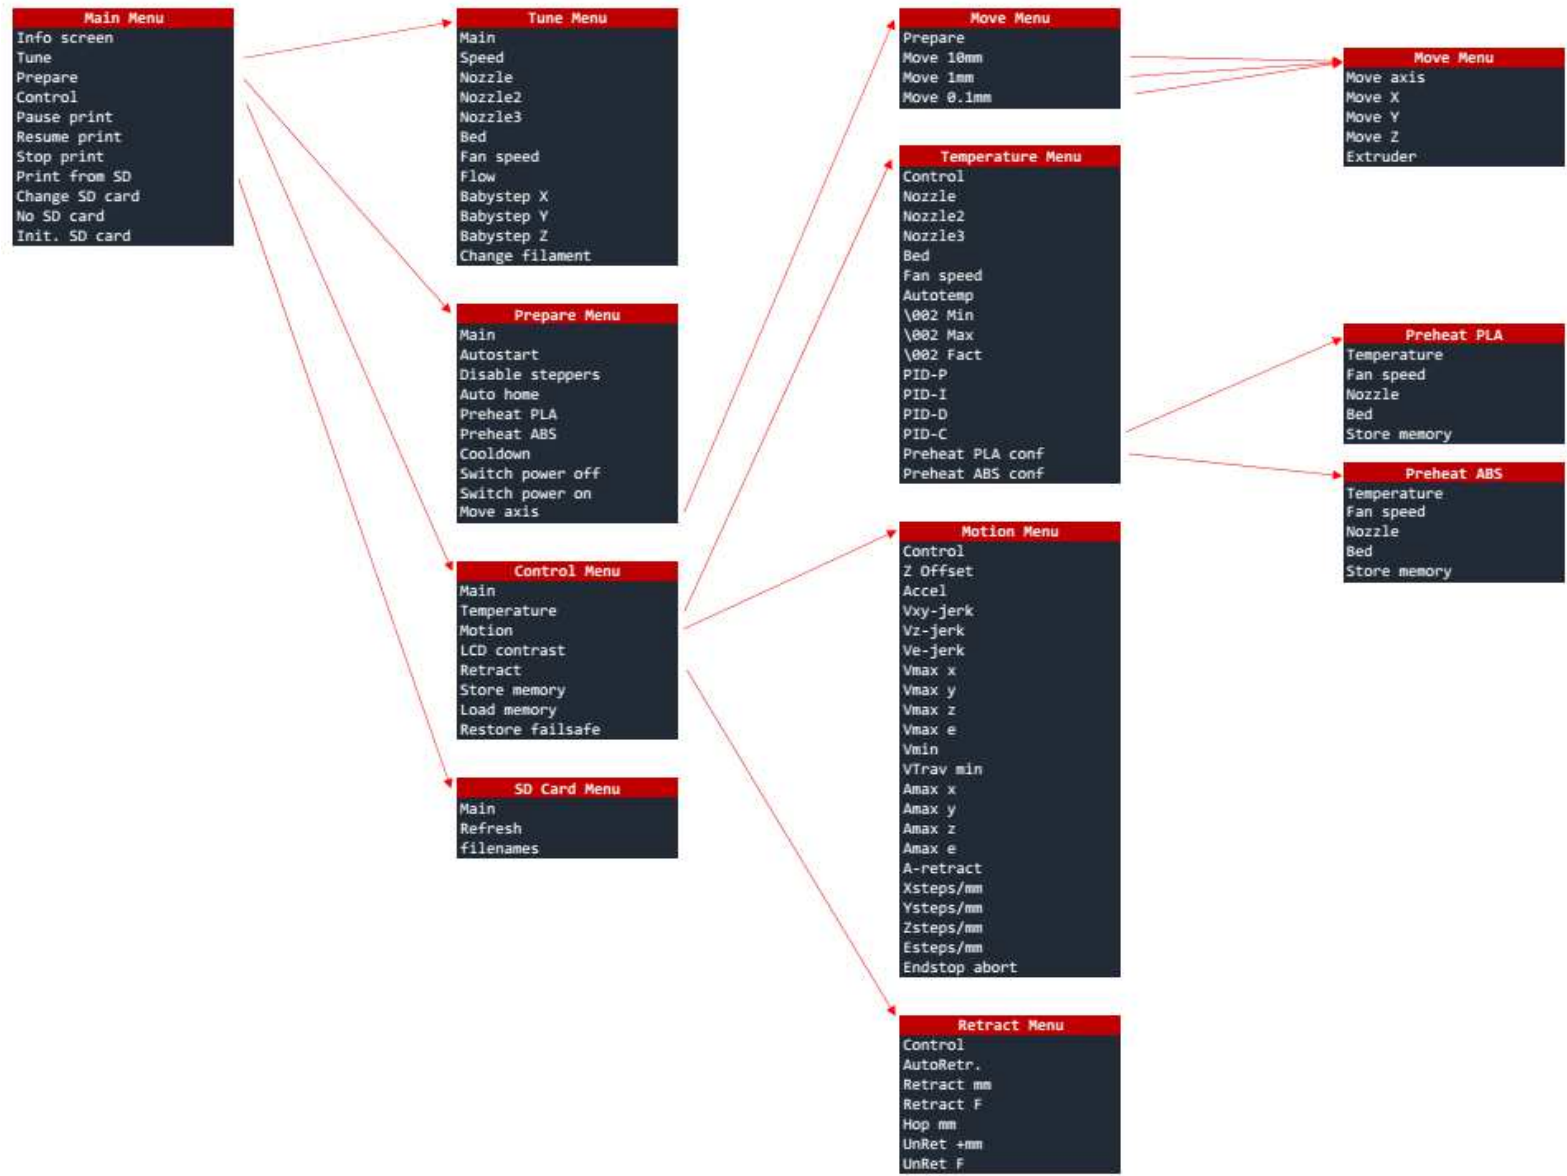 Main Menu
Info screen
Tune
Prepare
Control
Pause print
Resume print
Stop print
Print from SD
Change SD card
No SD card
Init. SD card
Tune Menu
Main
Speed
Nozzle
Nozzle2
Nozzle3
Bed
Fan speed
Flow
Babystep X
Babystep Y
Babystep Z
Change filament
Prepare Menu
Main
Autostart
Disable steppers
Auto home
Preheat PLA
Preheat ABS
Cooldown
Switch power off
Switch power on
Move axis
Control Menu
Main
Temperature
Motion
LCD contrast
Retract
Store memory
Load memory
Restore failsafe
SD Card Menu
Main
Refresh
filenames
Move Menu
Prepare
Move 10mm
Move 1mm
Move 0.1mm
Temperature Menu
Control
Nozzle
Nozzle2
Nozzle3
Bed
Fan speed
Autotemp
\002 Min
\002 Max
\002 Fact
PID-P
PID-I
PID-D
PID-C
Preheat PLA conf
Preheat ABS conf
Motion Menu
Control
Z Offset
Accel
Vxy-jerk
Vz-jerk
Ve-jerk
Vmax x
Vmax y
Vmax z
Vmax e
Vmin
VTrav min
Amax x
Amax y
Amax z
Amax e
A-retract
Xsteps/mm
Ysteps/mm
Zsteps/mm
Esteps/mm
Endstop abort
Retract Menu
Control
AutoRetr.
Retract mm
Retract F
Hop mm
UnRet +mm
UnRet F
Move Menu
Move axis
Move X
Move Y
Move Z
Extruder
Preheat PLA
Temperature
Fan speed
Nozzle
Bed
Store memory
Preheat ABS
Temperature
Fan speed
Nozzle
Bed
Store memory